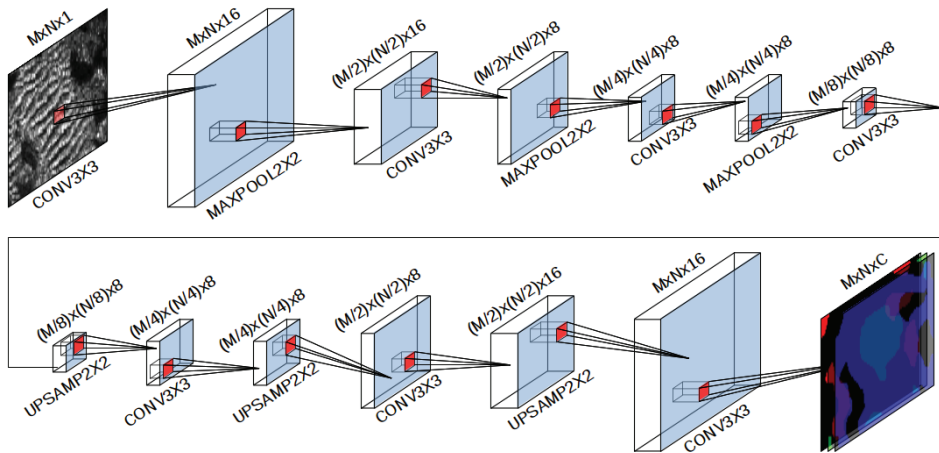 MxNx1
CONV3X3
MxNx16
MAXPOOL2X2
(M/2)x(N/2)x16
CONV3X3
(M/2)x(N/2)x8
MAXPOOL2X2
(M/4)x(N/4)x8
CONV3X3
(M/4)x(N/4)x8
MAXPOOL2X2
(M/8)x(N/8)x8
CONV3X3
(M/8)x(N/8)x8
UPSAMP2X2
(M/4)x(N/4)x8
CONV3X3
(M/4)x(N/4)x8
UPSAMP2X2
(M/2)x(N/2)x8
CONV3X3
(M/2)x(N/2)x16
UPSAMP2X2
MxNx16
CONV3X3
MxNxC